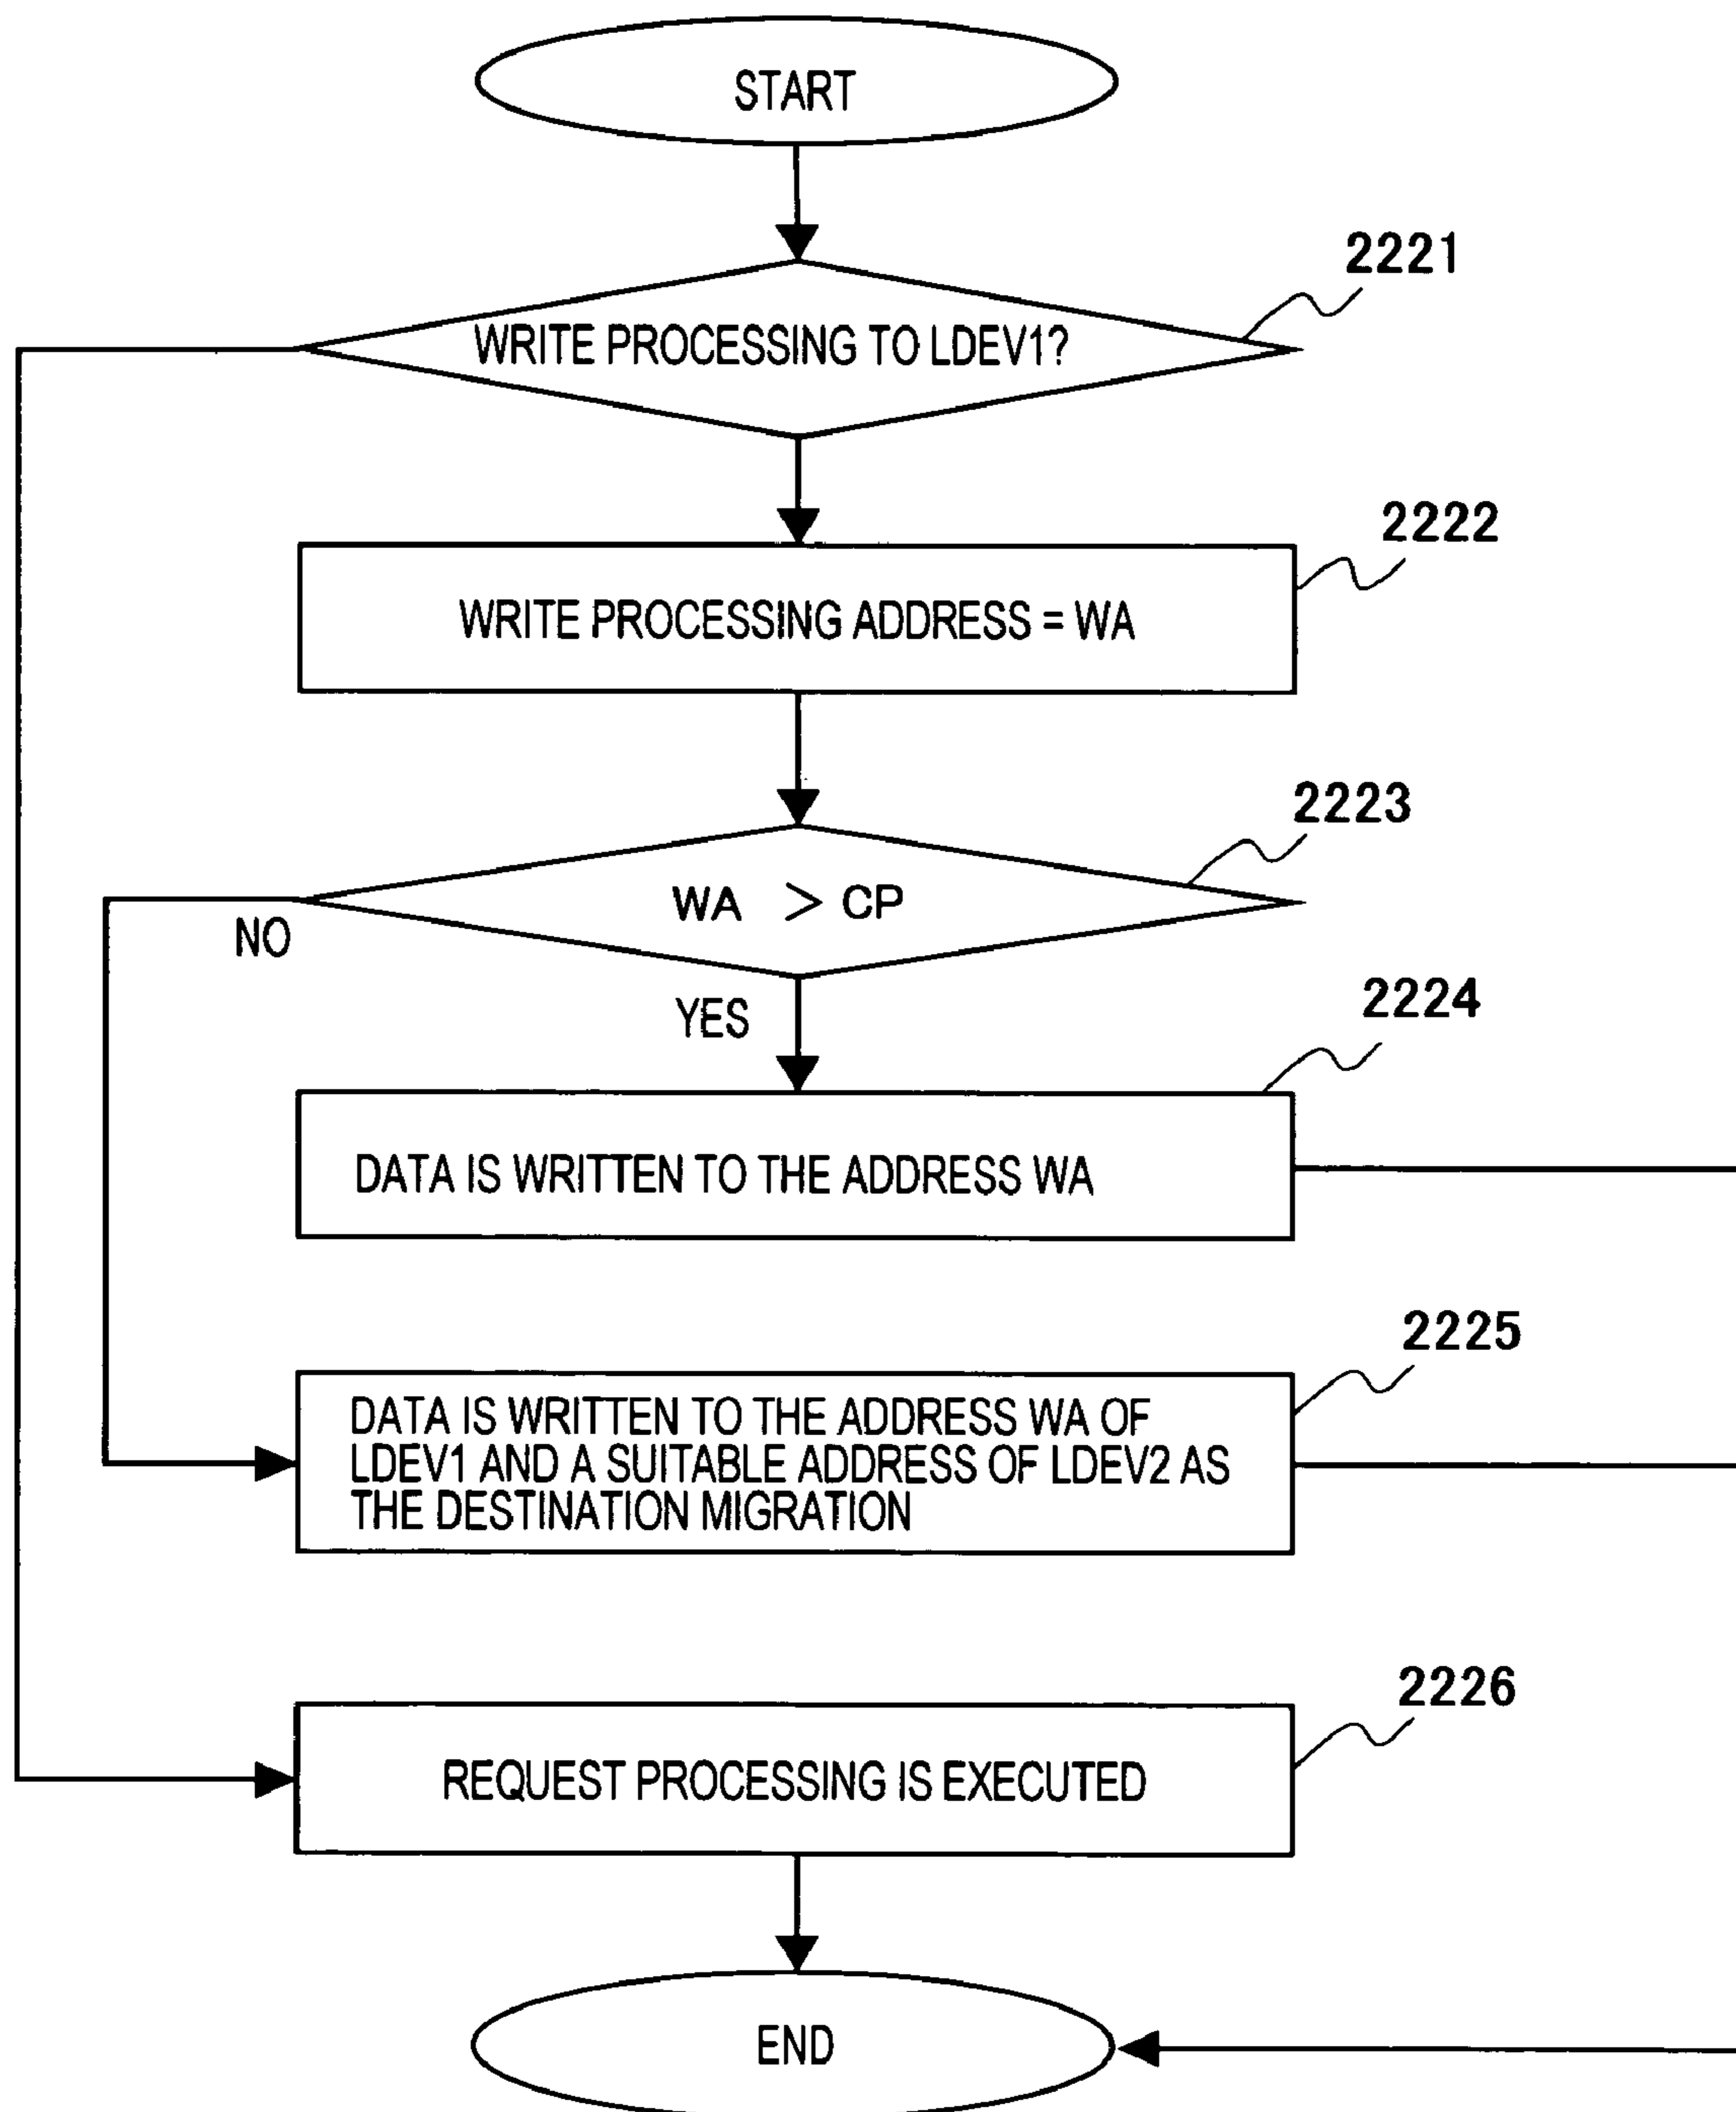 START
2221
WRITE PROCESSING TO LDEV1?
2222
WRITE PROCESSING ADDRESS = WA
2223
WA > CP
NO
YES
2224
DATA IS WRITTEN TO THE ADDRESS WA
2225
DATA IS WRITTEN TO THE ADDRESS WA OF
LDEV1 AND A SUITABLE ADDRESS OF LDEV2 AS
THE DESTINATION MIGRATION
2226
REQUEST PROCESSING IS EXECUTED
END